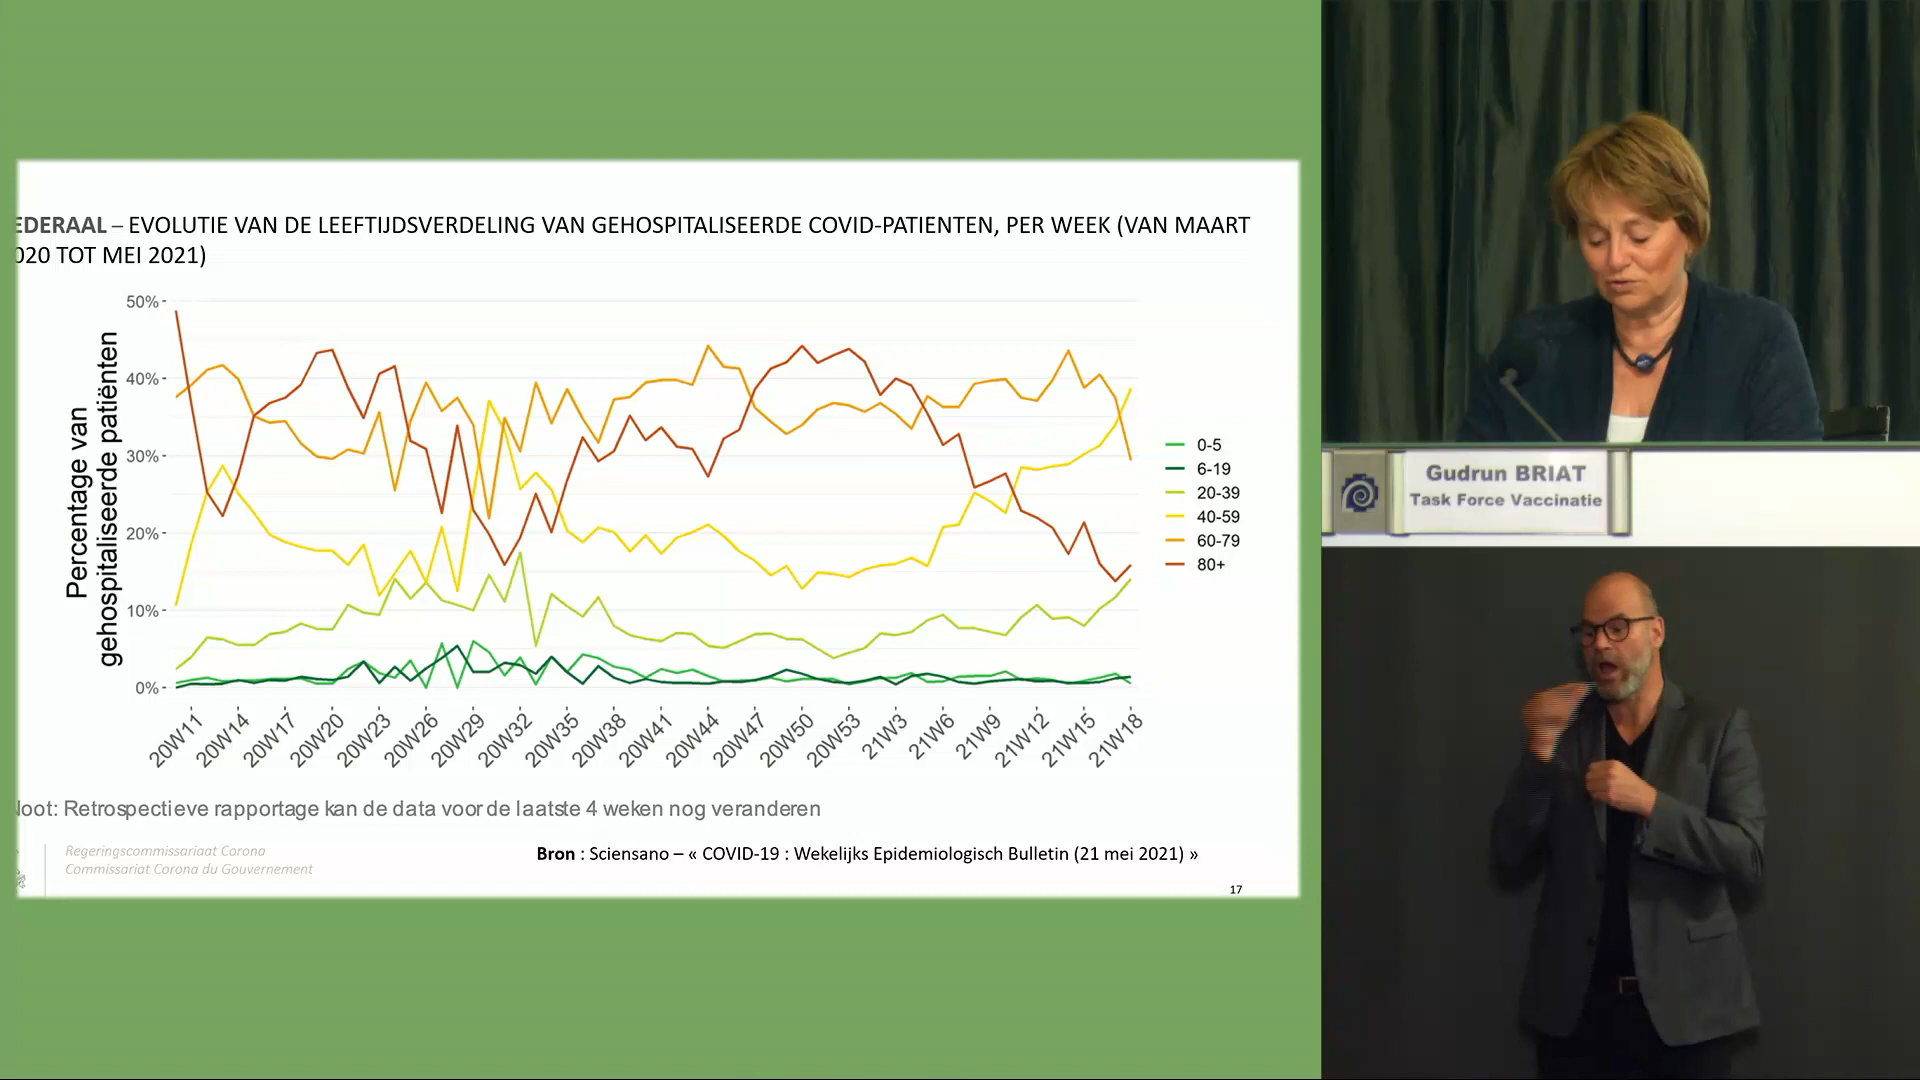 EDERAAL – EVOLUTIE VAN DE LEEFTIJDSVERDELING VAN GEHOSPITALISEERDE COVID-PATIENTEN, PER WEEK (VAN MAART
020 TOT MEI 2021)
Percentage van
gehospitaliseerde patiënten
50%
40%
30%
20%
10%
0%
20W11
20W14
20W17
20W20
20W23
20W26
20W29
20W32
20W35
20W38
20W41
20W44
20W47
20W50
20W53
21W3
21W6
21W9
21W12
21W15
21W18
0-5
6-19
20-39
40-59
60-79
80+
Noot: Retrospectieve rapportage kan de data voor de laatste 4 weken nog veranderen
Regeringscommissariaat Corona
Commissariat Corona du Gouvernement
Bron : Sciensano – « COVID-19 : Wekelijks Epidemiologisch Bulletin (21 mei 2021) »
17
Gudrun BRIAT
Task Force Vaccinatie